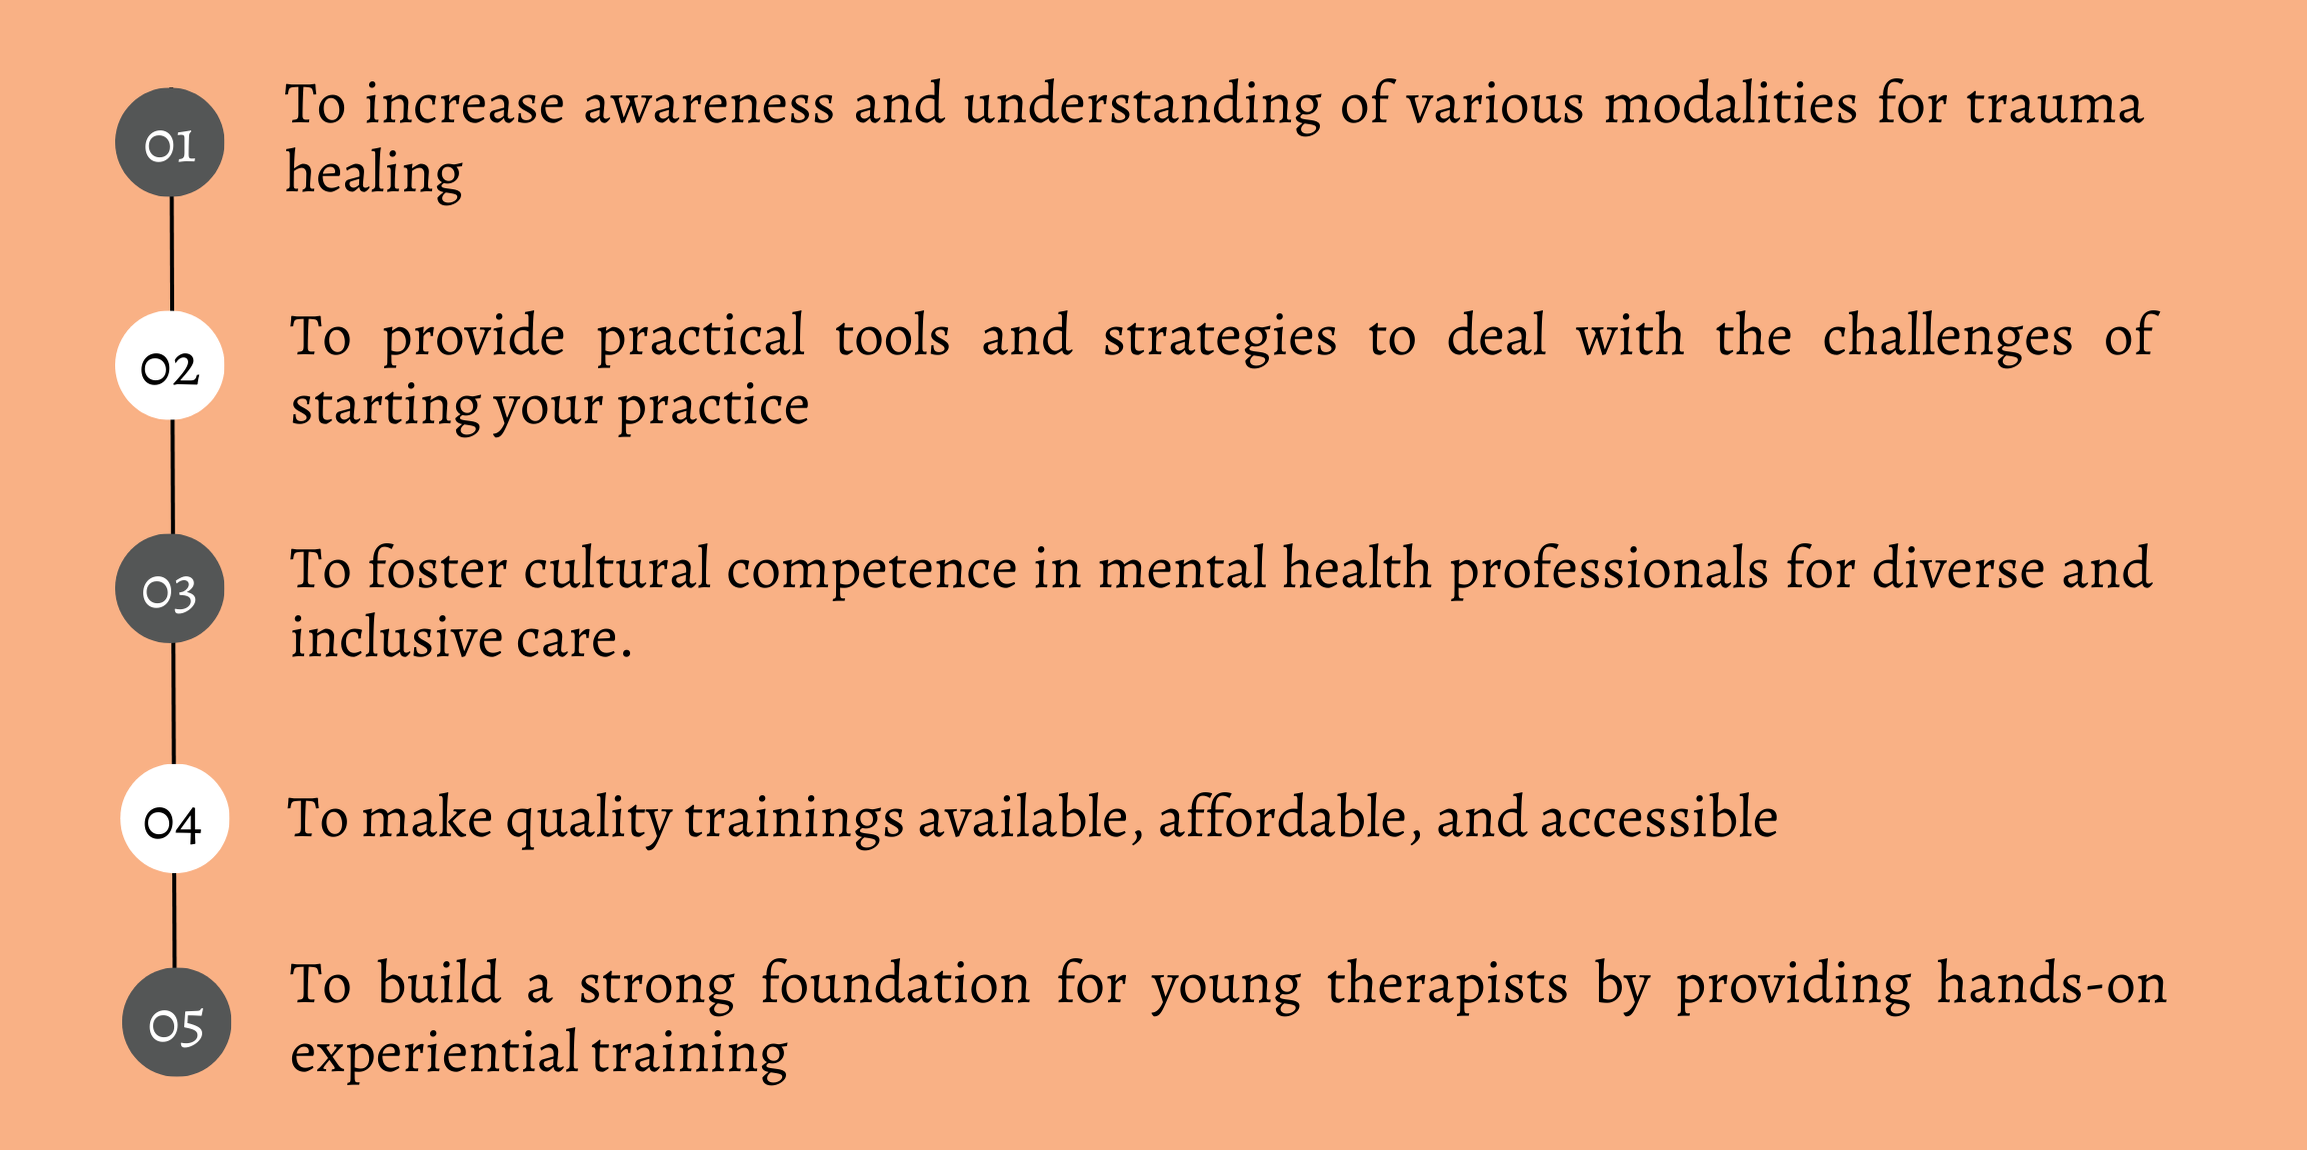 01
To increase awareness and understanding of various modalities for trauma
healing
02
To provide practical tools and strategies to deal with the challenges of
starting your practice
03
To foster cultural competence in mental health professionals for diverse and
inclusive care.
04
To make quality trainings available, affordable, and accessible
05
To build a strong foundation for young therapists by providing hands-on
experiential training